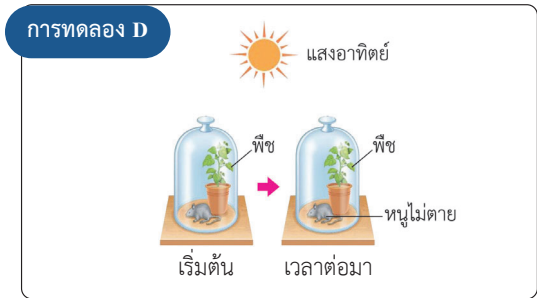 การทดลอง D
แสงอาทิตย์
พืช
พืช
หนูไม่ตาย
เริ่มต้น
เวลาต่อมา